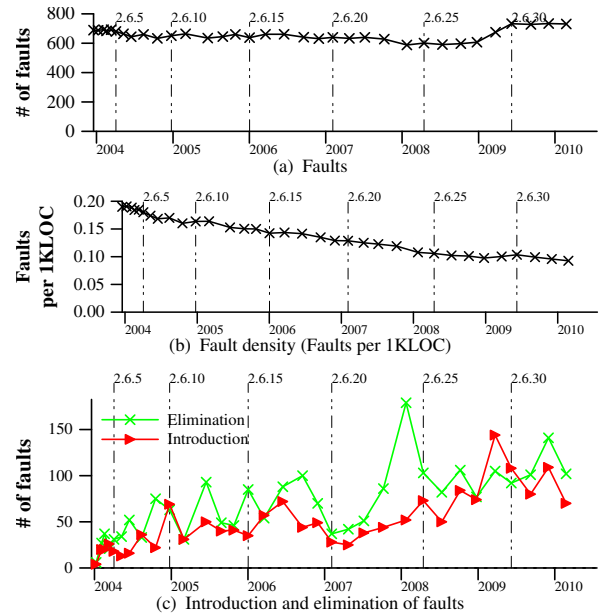 800
600
400
200
0
# of faults
2.6.5 2.6.10 2.6.15 2.6.20 2.6.25 2.6.30
2004 2005 2006 2007 2008 2009 2010
(a) Faults
0.20
0.15
0.10
0.05
0.00
Faults
per 1KLOC
2.6.5 2.6.10 2.6.15 2.6.20 2.6.25 2.6.30
2004 2005 2006 2007 2008 2009 2010
(b) Fault density (Faults per 1KLOC)
2.6.5 2.6.10 2.6.15 2.6.20 2.6.25 2.6.30
150
100
50
0
# of faults
Elimination
Introduction
2004 2005 2006 2007 2008 2009 2010
(c) Introduction and elimination of faults